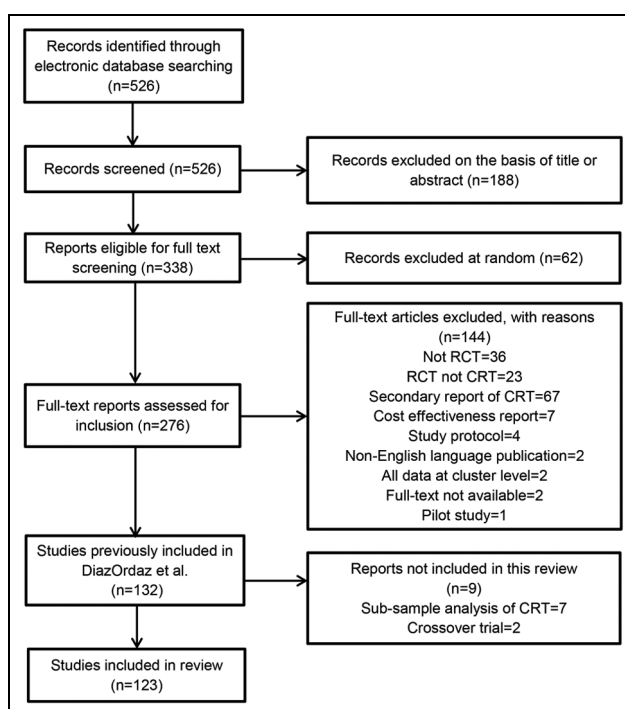 Records identified through
electronic database searching
(n=526)
Records screened (n=526)
Records excluded on the basis of title or
abstract (n=188)
Reports eligible for full text
screening (n=338)
Records excluded at random (n=62)
Full-text articles excluded, with reasons
(n=144)
Not RCT=36
RCT not CRT=23
Secondary report of CRT=67
Cost effectiveness report=7
Study protocol=4
Non-English language publication=2
All data at cluster level=2
Full-text not available=2
Pilot study=1
Full-text reports assessed for
inclusion (n=276)
Studies previously included in
DiazOrdaz et al.
(n=132)
Reports not included in this review
(n=9)
Sub-sample analysis of CRT=7
Crossover trial=2
Studies included in review
(n=123)